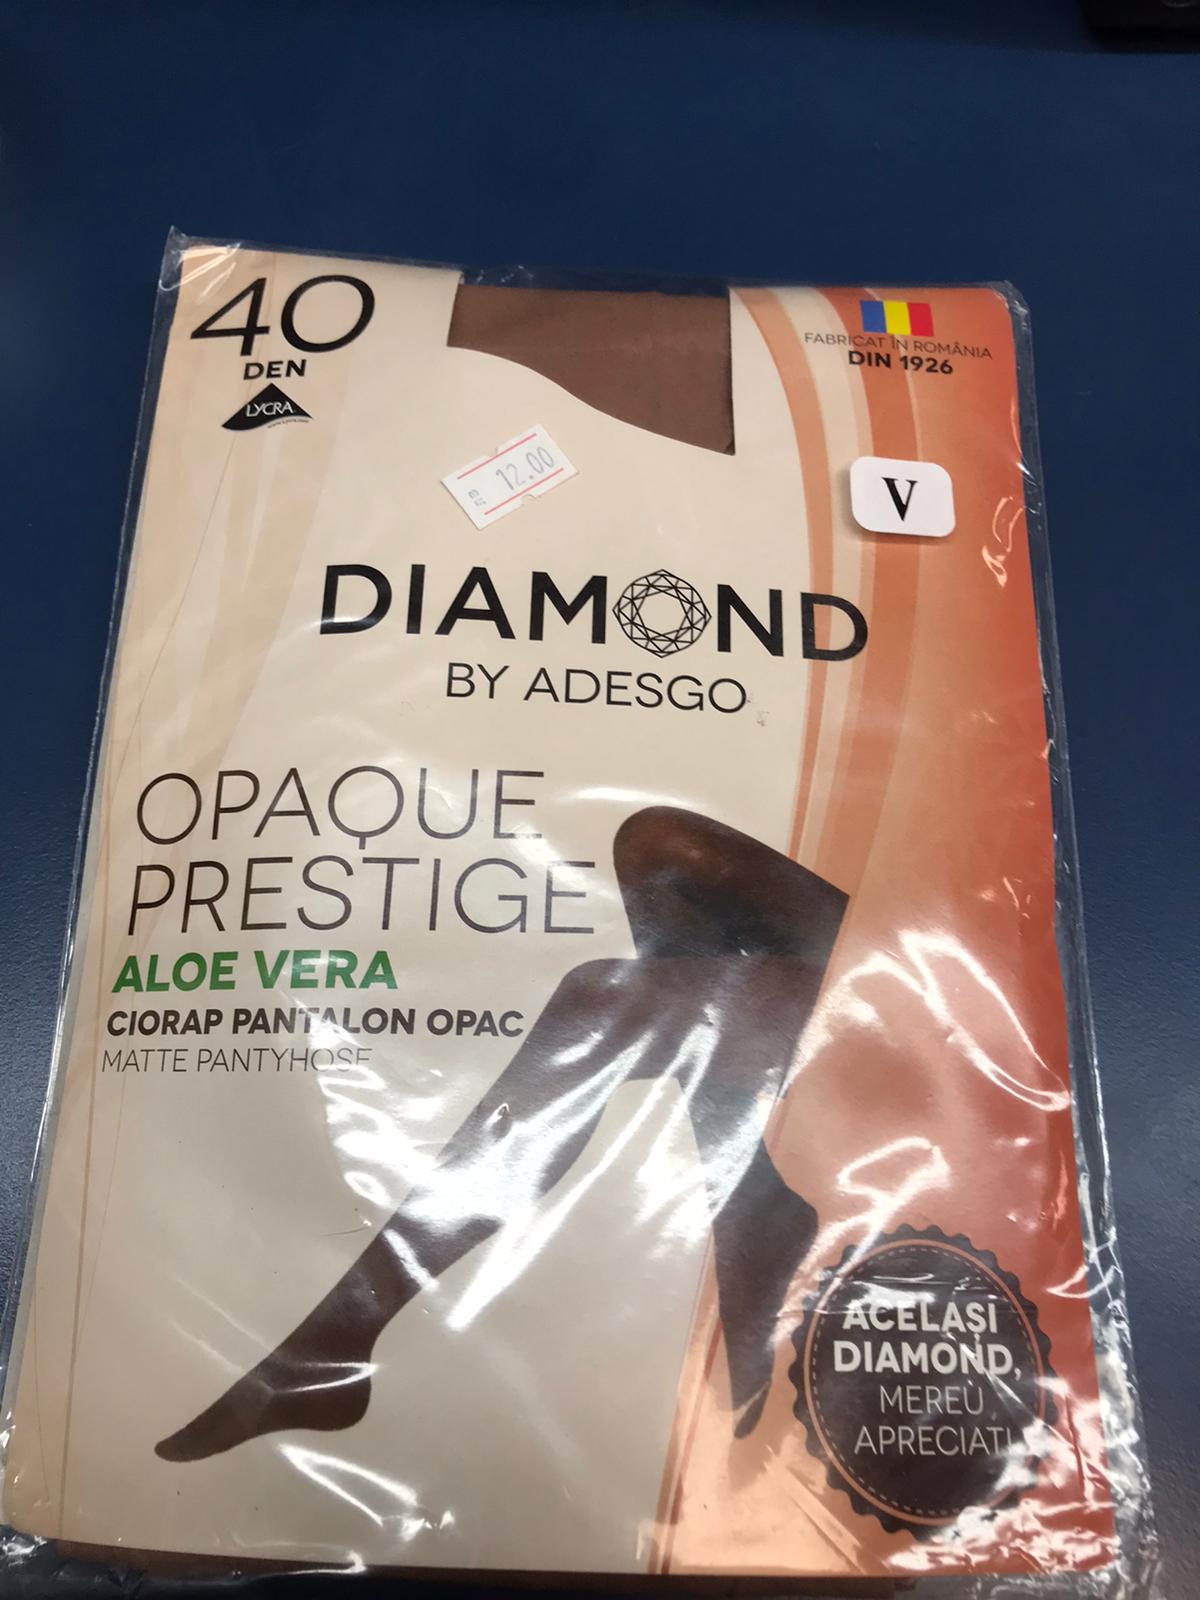 40
DEN
LYCRA
FABRICAT ÎN ROMÂNIA
DIN 1926
12.00
V
DIAMOND
BY ADESGO
OPAQUE
PRESTIGE
ALOE VERA
CIORAP PANTALON OPAC
MATTE PANTYHOSE
ACELAȘI
DIAMOND,
MEREU
APRECIAT!